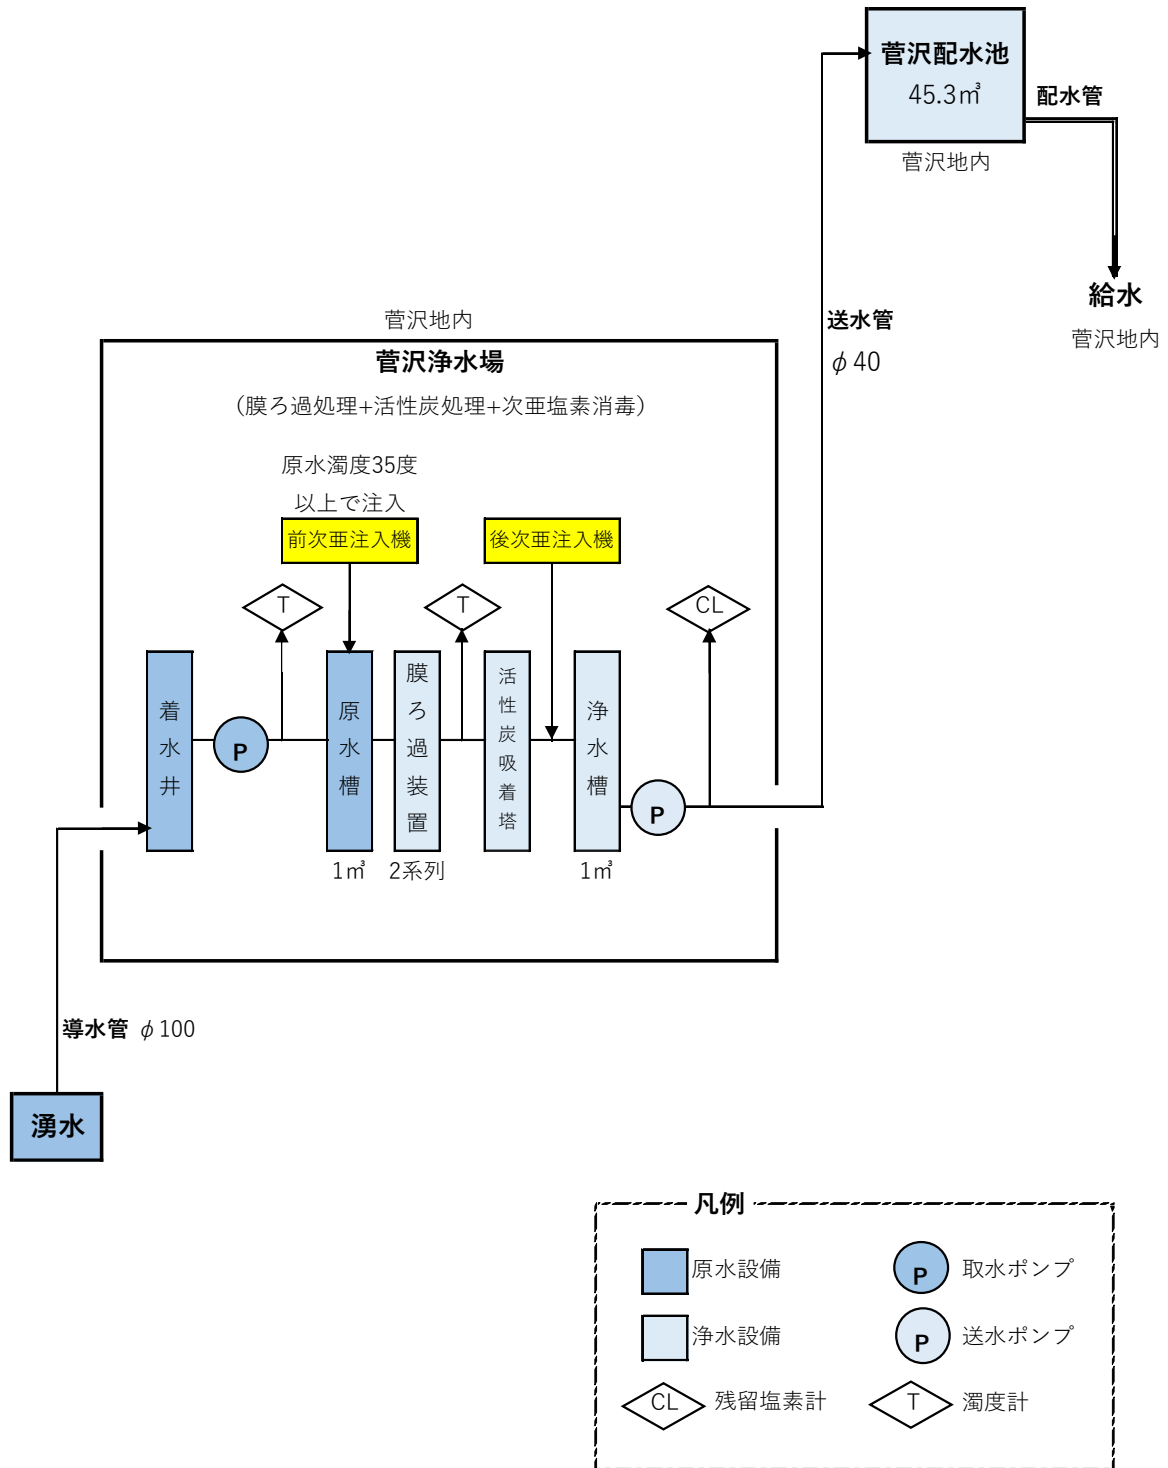 菅沢配水池
45.3㎥
配水管
菅沢地内
給水
菅沢地内
送水管
φ40
菅沢地内
菅沢浄水場
（膜ろ過処理+活性炭処理+次亜塩素消毒）
原水濁度35度
以上で注入
前次亜注入機
後次亜注入機
T
T
CL
着水井
P
原水槽
膜ろ過装置
活性炭吸着塔
浄水槽
P
1㎥
2系列
1㎥
導水管 φ100
湧水
凡例
原水設備
P 取水ポンプ
浄水設備
P 送水ポンプ
CL 残留塩素計
T 濁度計